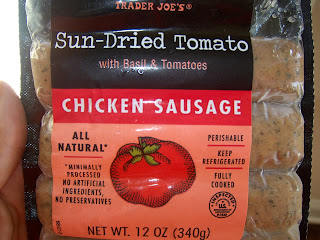 TRADER JOE'S®
Sun-Dried Tomato
with Basil & Tomatoes
CHICKEN SAUSAGE
ALL
NATURAL*
*MINIMALLY
PROCESSED
NO ARTIFICIAL
INGREDIENTS,
NO PRESERVATIVES
PERISHABLE
KEEP
REFRIGERATED
FULLY
COOKED
NET WT. 12 OZ (340g)